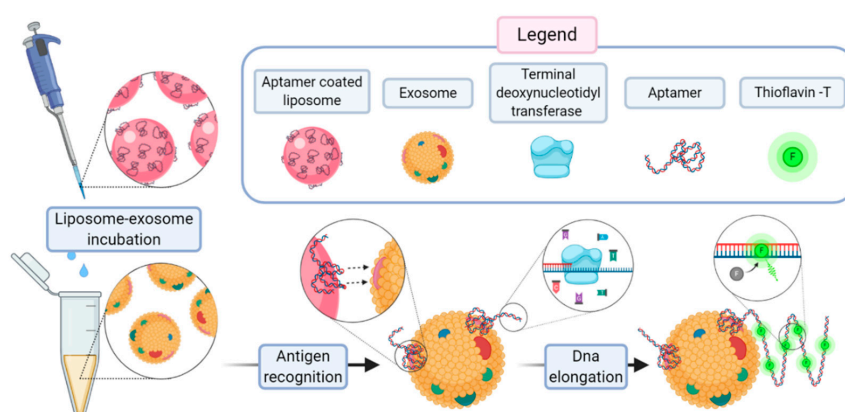 Legend
Aptamer coated
liposome
Exosome
Terminal
deoxynucleotidyl
transferase
Aptamer
Thioflavin -T
F
Liposome-exosome
incubation
F
F
Antigen
recognition
Dna
elongation